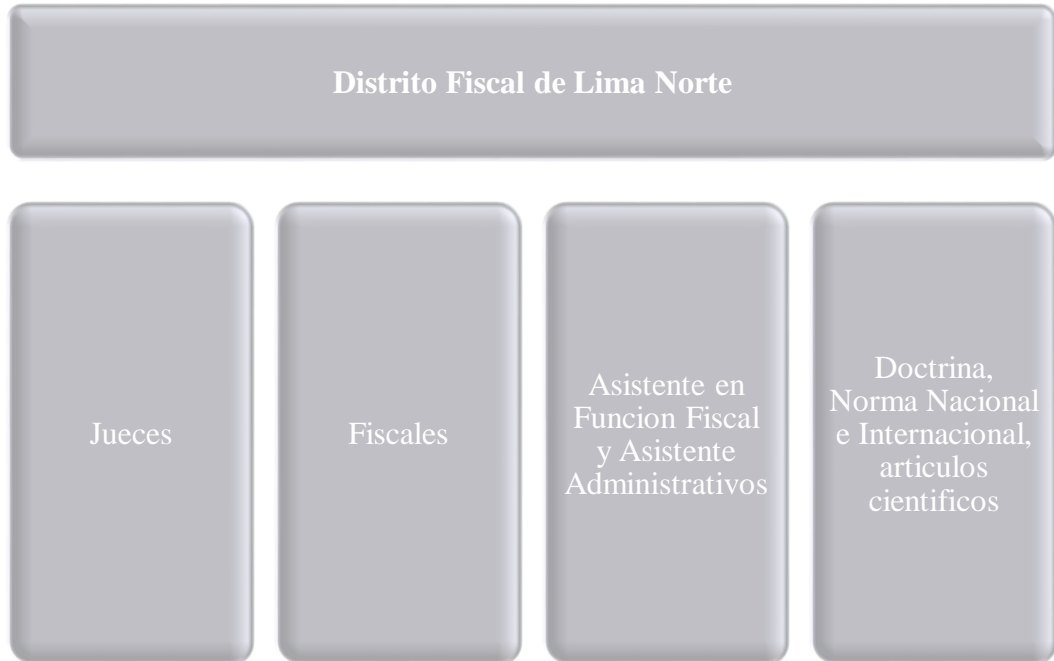 Distrito Fiscal de Lima Norte
Jueces
Fiscales
Asistente en
Funcion Fiscal
y Asistente
Administrativos
Doctrina,
Norma Nacional
e Internacional,
articulos
cientificos